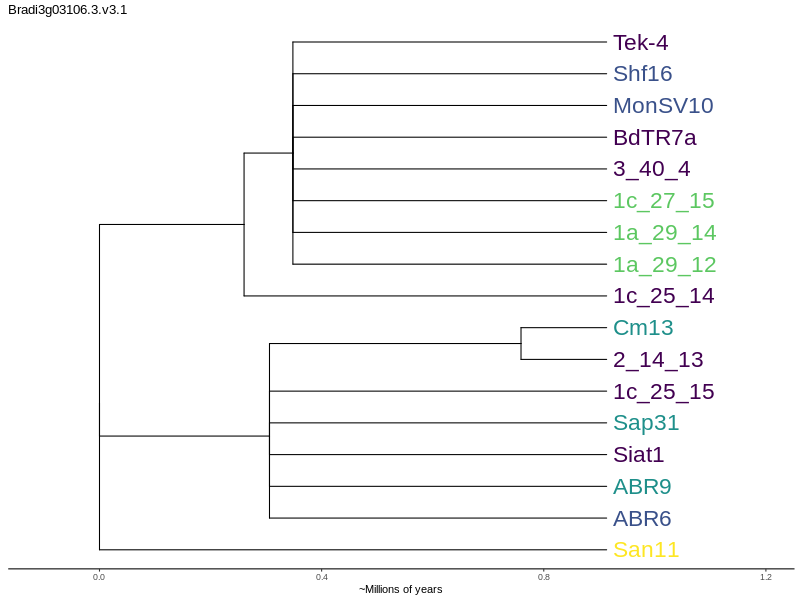 Bradi3g03106.3.v3.1
Tek-4
Shf16
MonSV10
BdTR7a
3_40_4
1c_27_15
1a_29_14
1a_29_12
1c_25_14
Cm13
2_14_13
1c_25_15
Sap31
Siat1
ABR9
ABR6
San11
0.0 0.4 0.8 1.2
~Millions of years